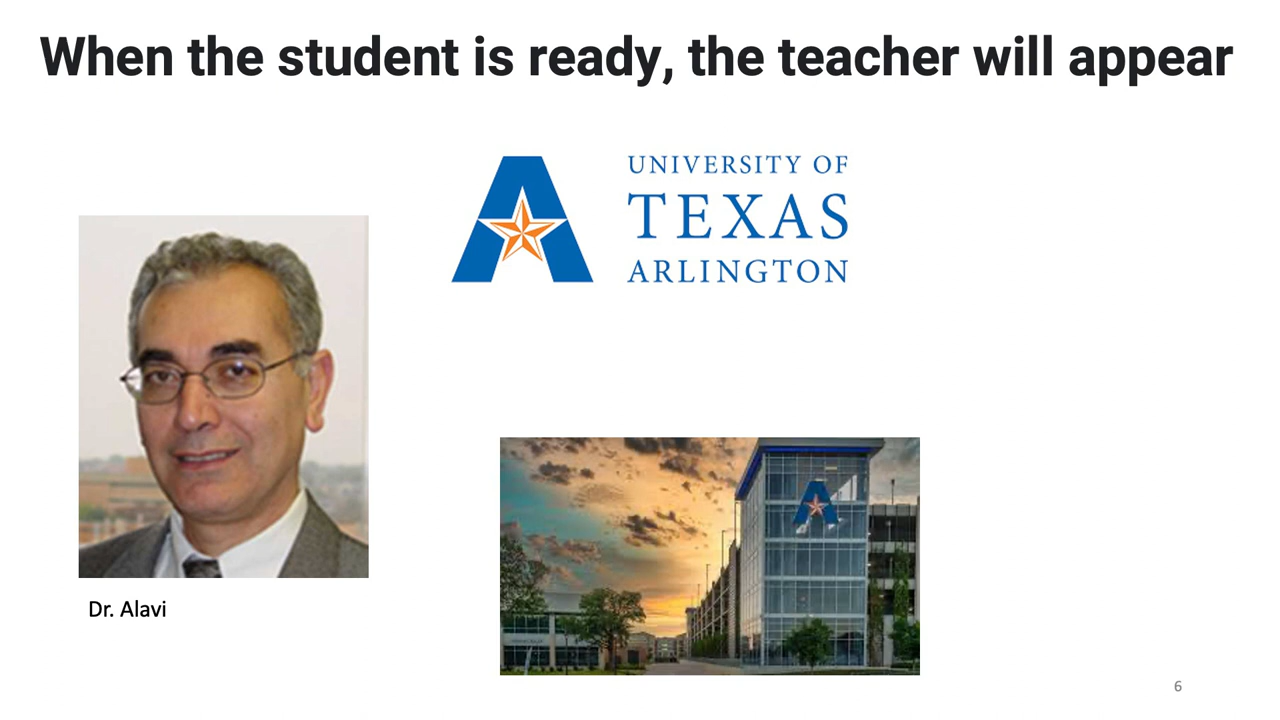 When the student is ready, the teacher will appear
UNIVERSITY OF
TEXAS
ARLINGTON
Dr. Alavi
6